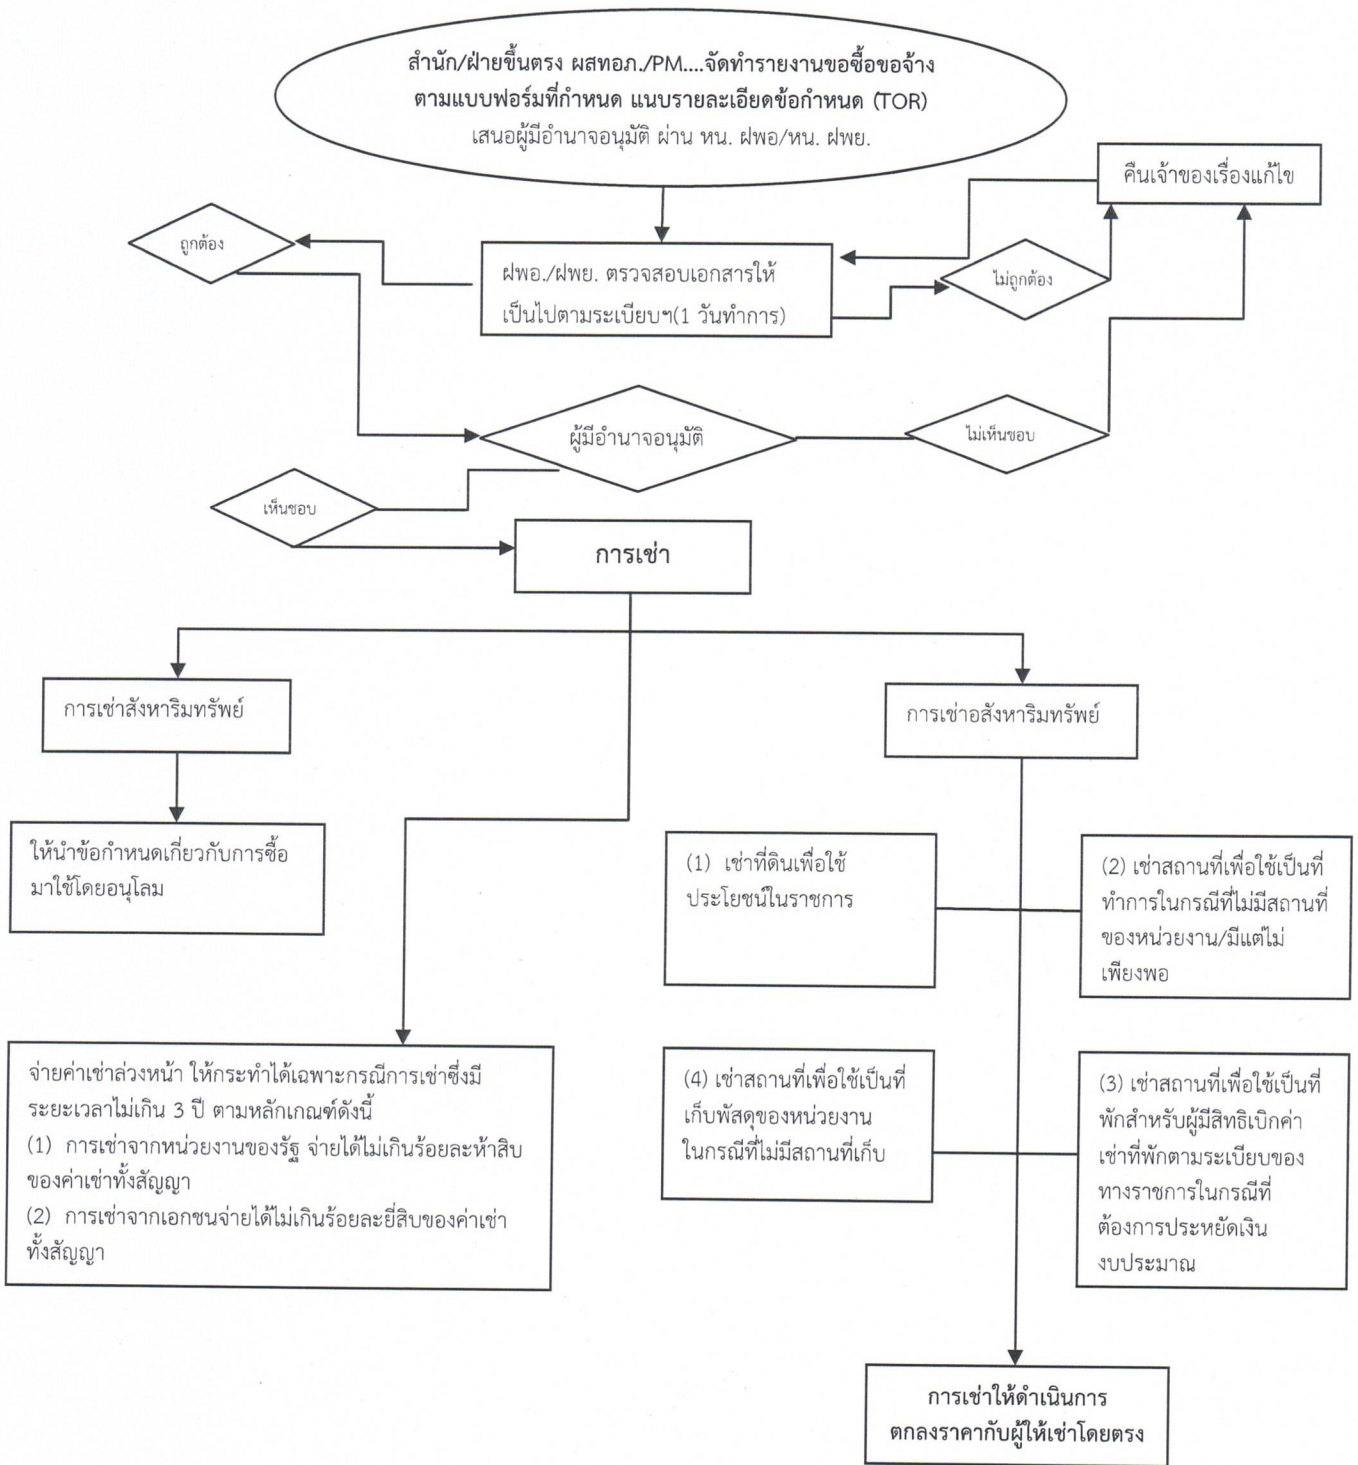 สำนัก/ฝ่ายขึ้นตรง ผสทอภ./PM....จัดทำรายงานขอซื้อขอจ้าง
ตามแบบฟอร์มที่กำหนด แนบรายละเอียดข้อกำหนด (TOR)
เสนอผู้มีอำนาจอนุมัติ ผ่าน หน. ฝพอ/หน. ฝพย.
คืนเจ้าของเรื่องแก้ไข
ถูกต้อง
ฝพอ./ฝพย. ตรวจสอบเอกสารให้
เป็นไปตามระเบียบฯ(1 วันทำการ)
ไม่ถูกต้อง
ผู้มีอำนาจอนุมัติ
ไม่เห็นชอบ
เห็นชอบ
การเช่า
การเช่าสังหาริมทรัพย์
การเช่าอสังหาริมทรัพย์
ให้นำข้อกำหนดเกี่ยวกับการซื้อ
มาใช้โดยอนุโลม
(1) เช่าที่ดินเพื่อใช้
ประโยชน์ในราชการ
(2) เช่าสถานที่เพื่อใช้เป็นที่
ทำการในกรณีที่ไม่มีสถานที่
ของหน่วยงาน/มีแต่ไม่
เพียงพอ
จ่ายค่าเช่าล่วงหน้า ให้กระทำได้เฉพาะกรณีการเช่าซึ่งมี
ระยะเวลาไม่เกิน 3 ปี ตามหลักเกณฑ์ดังนี้
(1) การเช่าจากหน่วยงานของรัฐ จ่ายได้ไม่เกินร้อยละห้าสิบ
ของค่าเช่าทั้งสัญญา
(2) การเช่าจากเอกชนจ่ายได้ไม่เกินร้อยละยี่สิบของค่าเช่า
ทั้งสัญญา
(4) เช่าสถานที่เพื่อใช้เป็นที่
เก็บพัสดุของหน่วยงาน
ในกรณีที่ไม่มีสถานที่เก็บ
(3) เช่าสถานที่เพื่อใช้เป็นที่
พักสำหรับผู้มีสิทธิเบิกค่า
เช่าที่พักตามระเบียบของ
ทางราชการในกรณีที่
ต้องการประหยัดเงิน
งบประมาณ
การเช่าให้ดำเนินการ
ตกลงราคากับผู้ให้เช่าโดยตรง